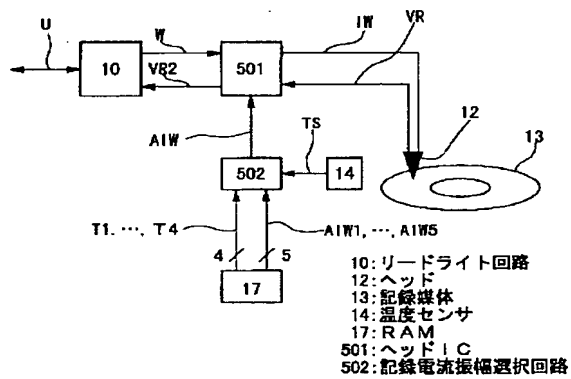 U
W
IW
VR
10
501
VR2
12
13
AIW
TS
502
14
T1, …, T4
AIW1, …, AIW5
4
5
17
10:リードライト回路
12:ヘッド
13:記録媒体
14:温度センサ
17:RAM
501:ヘッドIC
502:記録電流振幅選択回路